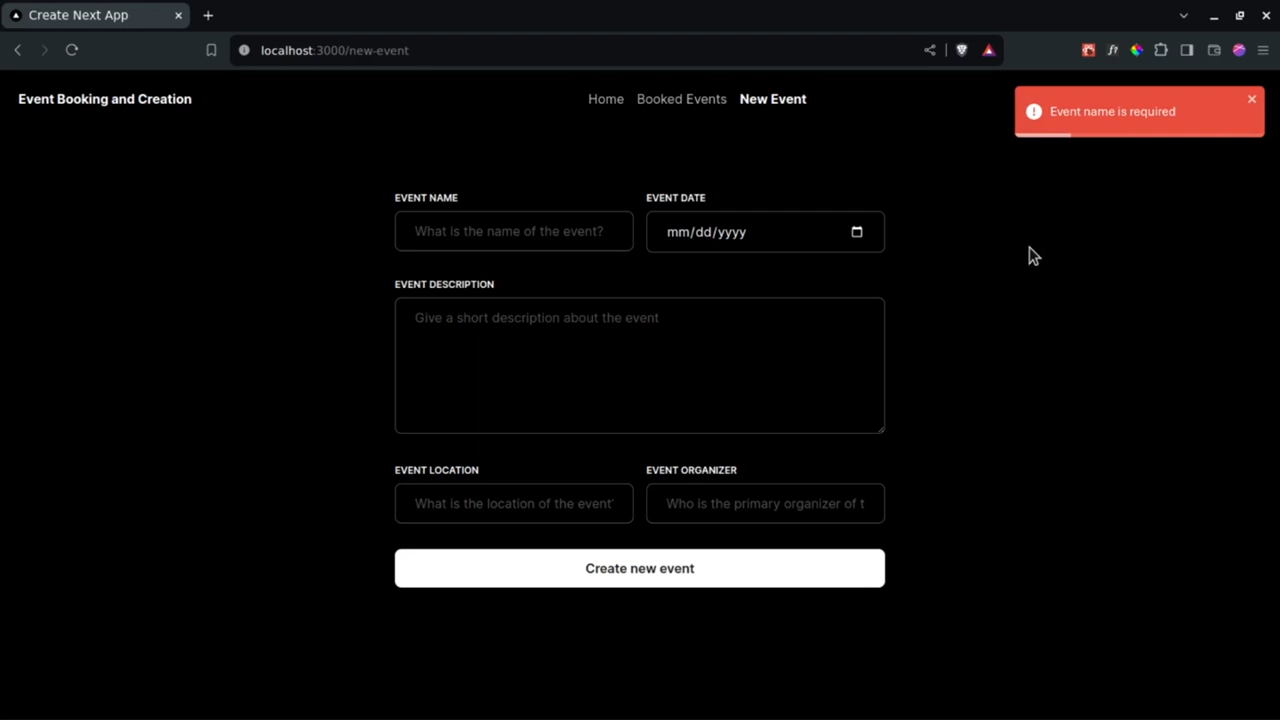 Create Next App
localhost:3000/new-event
f?
Event Booking and Creation
Home Booked Events New Event
Event name is required
EVENT NAME EVENT DATE
What is the name of the event? mm/dd/yyyy
EVENT DESCRIPTION
Give a short description about the event
EVENT LOCATION EVENT ORGANIZER
What is the location of the event Who is the primary organizer of t
Create new event